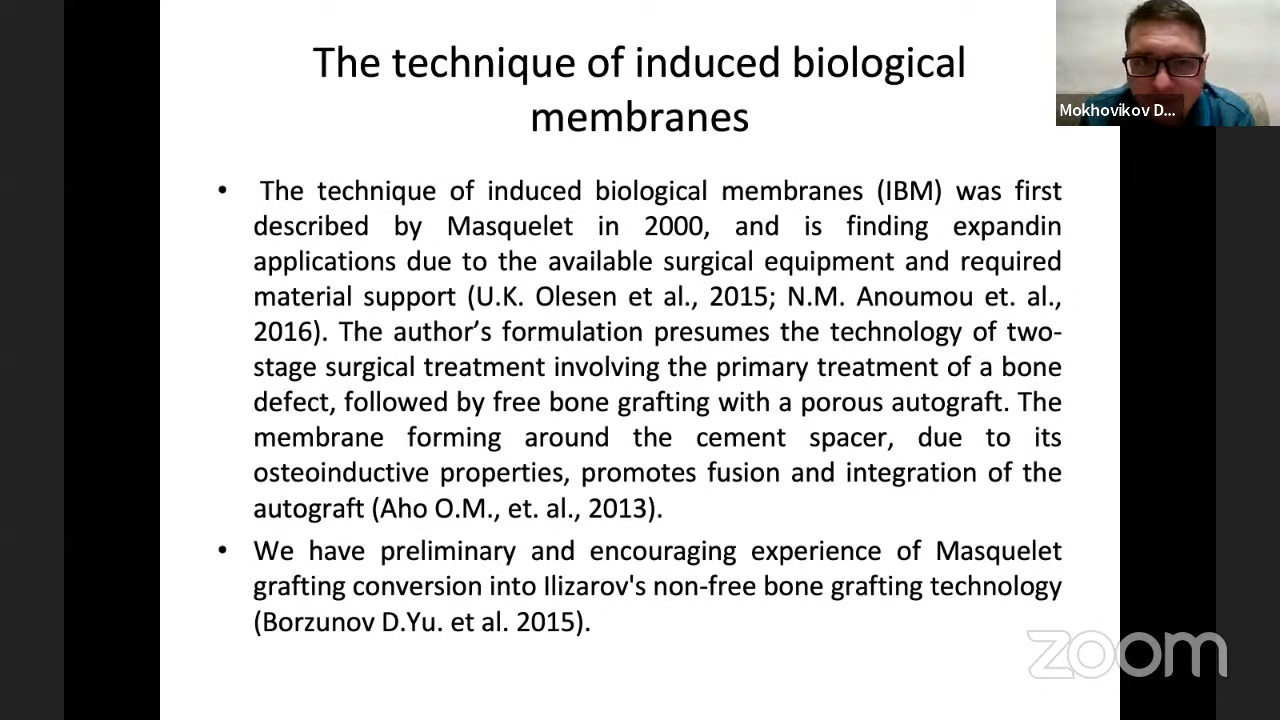 The technique of induced biological
membranes
Mokhovikov D...
• The technique of induced biological membranes (IBM) was first
described by Masquelet in 2000, and is finding expandin
applications due to the available surgical equipment and required
material support (U.K. Olesen et al., 2015; N.M. Anoumou et. al.,
2016). The author’s formulation presumes the technology of two-
stage surgical treatment involving the primary treatment of a bone
defect, followed by free bone grafting with a porous autograft. The
membrane forming around the cement spacer, due to its
osteoinductive properties, promotes fusion and integration of the
autograft (Aho O.M., et. al., 2013).
• We have preliminary and encouraging experience of Masquelet
grafting conversion into Ilizarov's non-free bone grafting technology
(Borzunov D.Yu. et al. 2015).
zoom